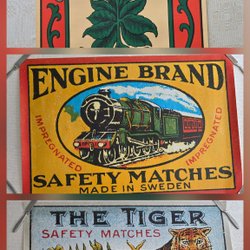 ENGINE BRAND
IMPREGNATED
IMPREGNATED
SAFETY MATCHES
MADE IN SWEDEN
THE TIGER
SAFETY MATCHES